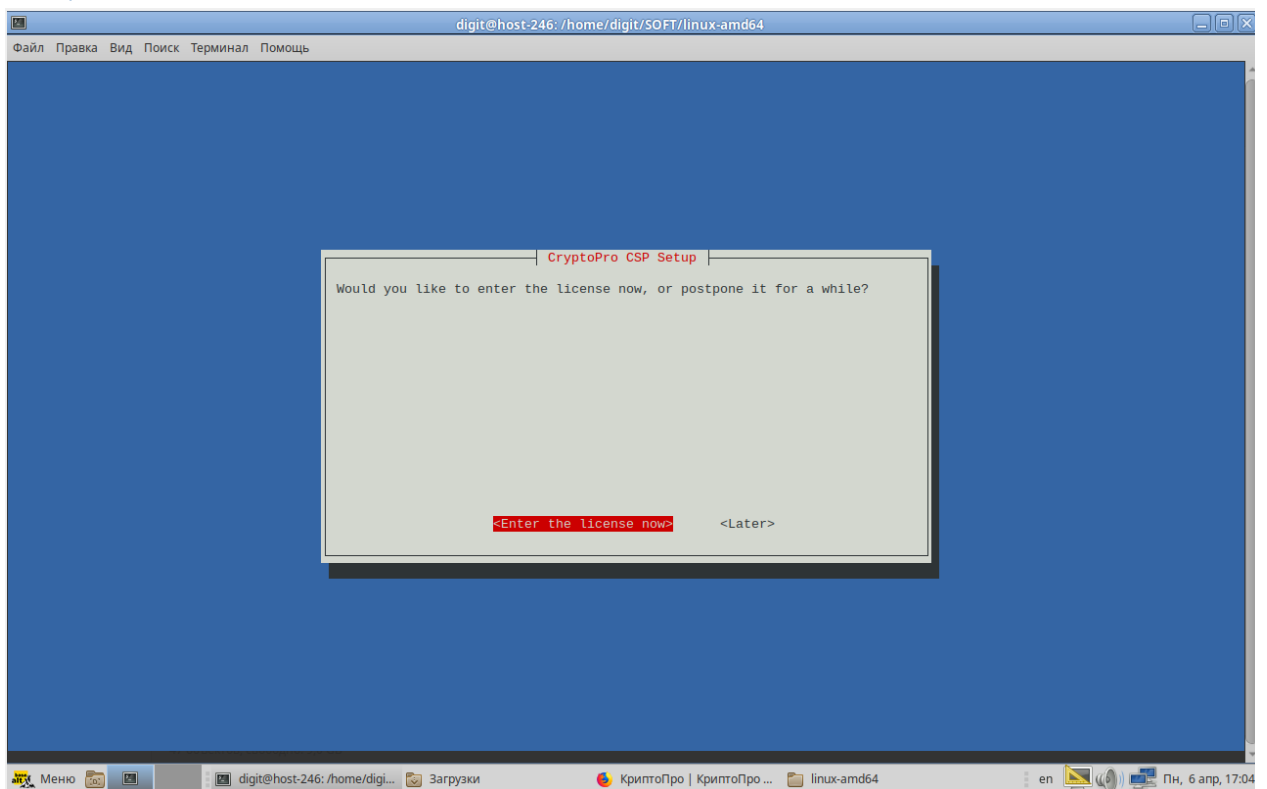 digit@host-246: /home/digit/SOFT/linux-amd64
Файл Правка Вид Поиск Терминал Помощь
CryptoPro CSP Setup
Would you like to enter the license now, or postpone it for a while?
<Enter the license now> <Later>
Меню digit@host-246: /home/digi... Загрузки КриптоПро | КриптоПро ... linux-amd64 en Пн, 6 апр, 17:04